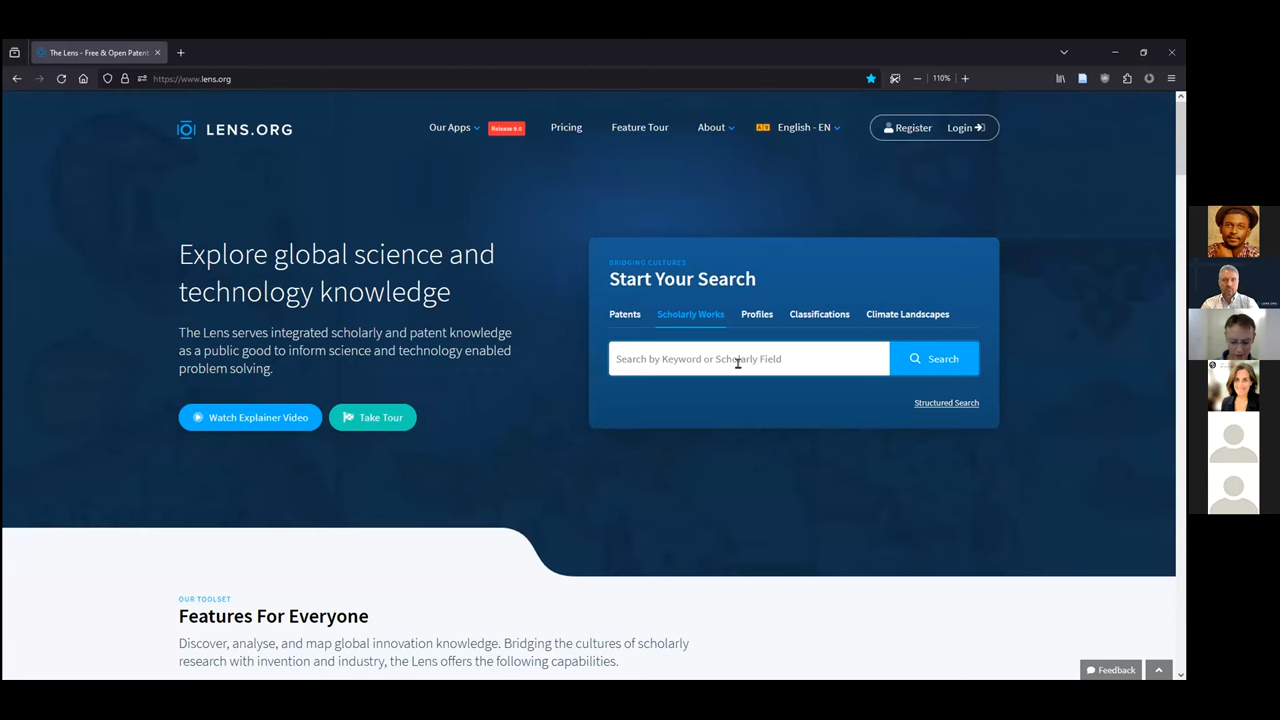 The Lens - Free & Open Patent
https://www.lens.org
110%
LENS.ORG
Our Apps
Release 9.0
Pricing
Feature Tour
About
English - EN
Register
Login
Explore global science and
technology knowledge
The Lens serves integrated scholarly and patent knowledge
as a public good to inform science and technology enabled
problem solving.
Watch Explainer Video
Take Tour
BRIDGING CULTURES
Start Your Search
Patents
Scholarly Works
Profiles
Classifications
Climate Landscapes
Search by Keyword or Scholarly Field
Search
Structured Search
OUR TOOLSET
Features For Everyone
Discover, analyse, and map global innovation knowledge. Bridging the cultures of scholarly
research with invention and industry, the Lens offers the following capabilities.
Feedback